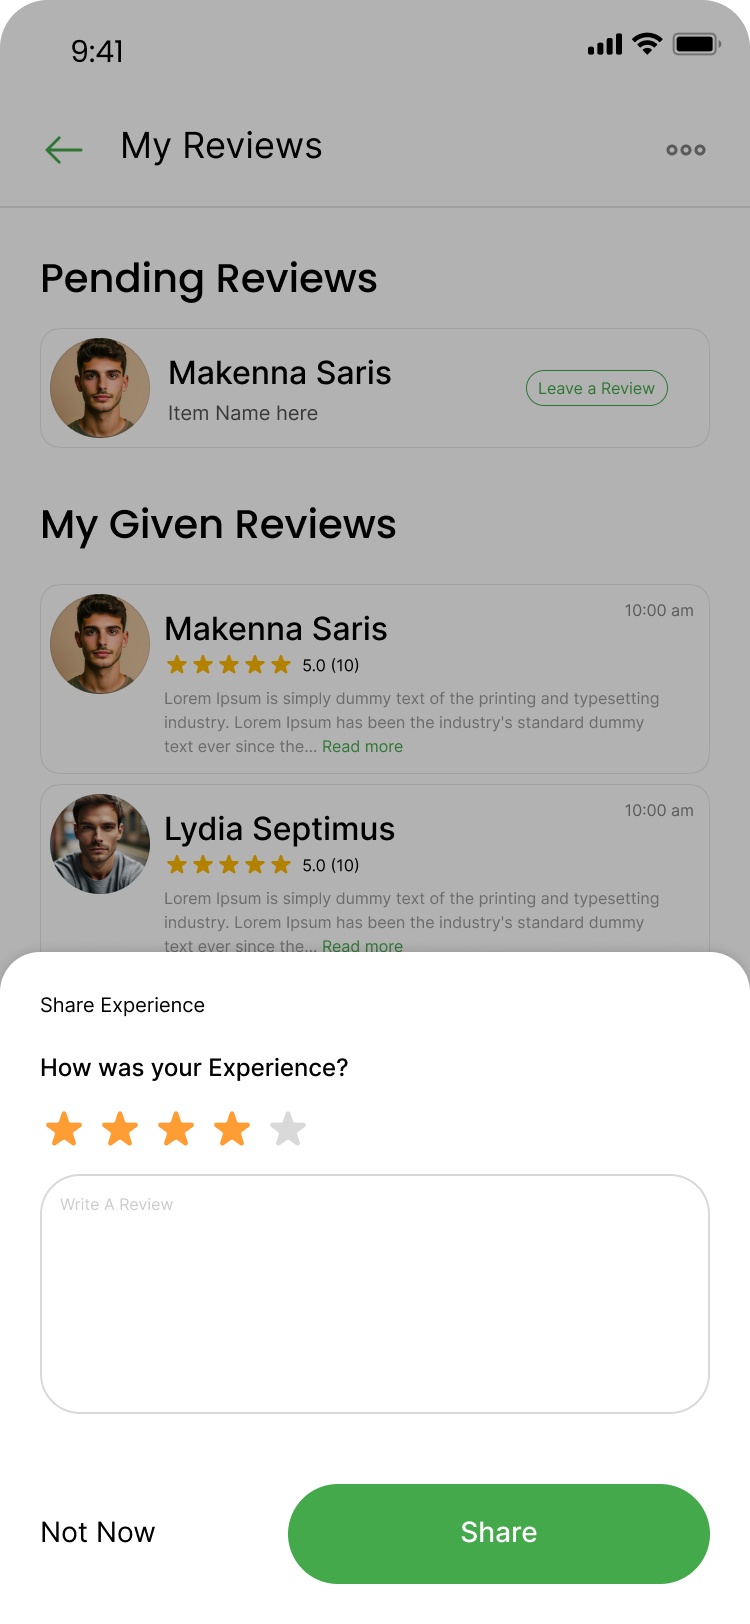 9:41
My Reviews
Pending Reviews
Makenna Saris
Item Name here
Leave a Review
My Given Reviews
Makenna Saris
10:00 am
5.0 (10)
Lorem Ipsum is simply dummy text of the printing and typesetting
industry. Lorem Ipsum has been the industry's standard dummy
text ever since the... Read more
Lydia Septimus
10:00 am
5.0 (10)
Lorem Ipsum is simply dummy text of the printing and typesetting
industry. Lorem Ipsum has been the industry's standard dummy
text ever since the... Read more
Share Experience
How was your Experience?
Write A Review
Not Now
Share